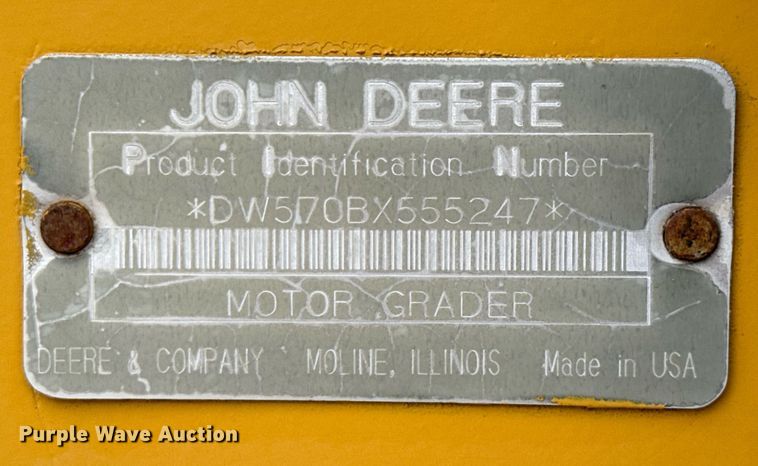 JOHN DEERE
Product Identification Number
*DW570BX555247*
MOTOR GRADER
DEERE & COMPANY MOLINE, ILLINOIS Made in USA
Purple Wave Auction